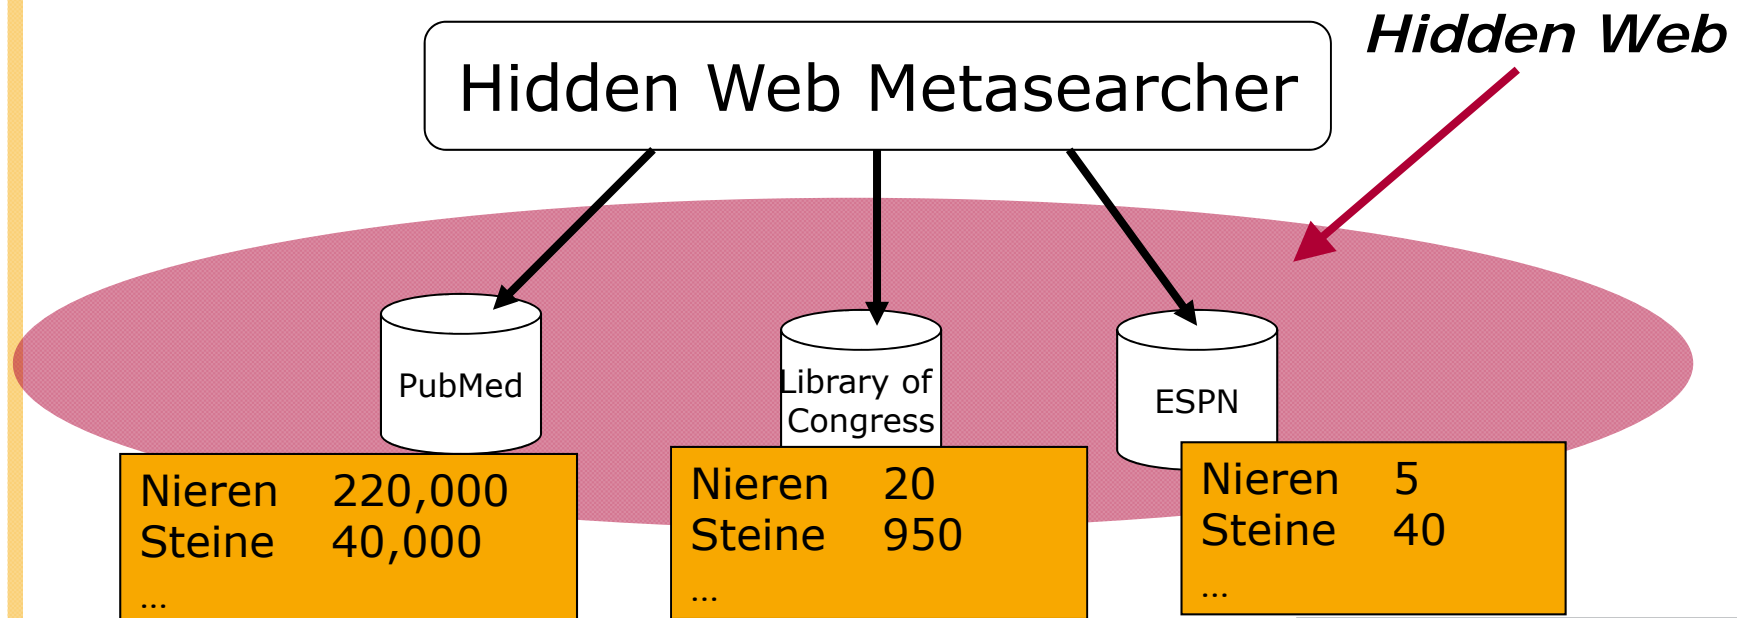 Hidden Web
Hidden Web Metasearcher
PubMed
Library of
Congress
ESPN
Nieren 220,000
Steine 40,000
...
Nieren 20
Steine 950
...
Nieren 5
Steine 40
...